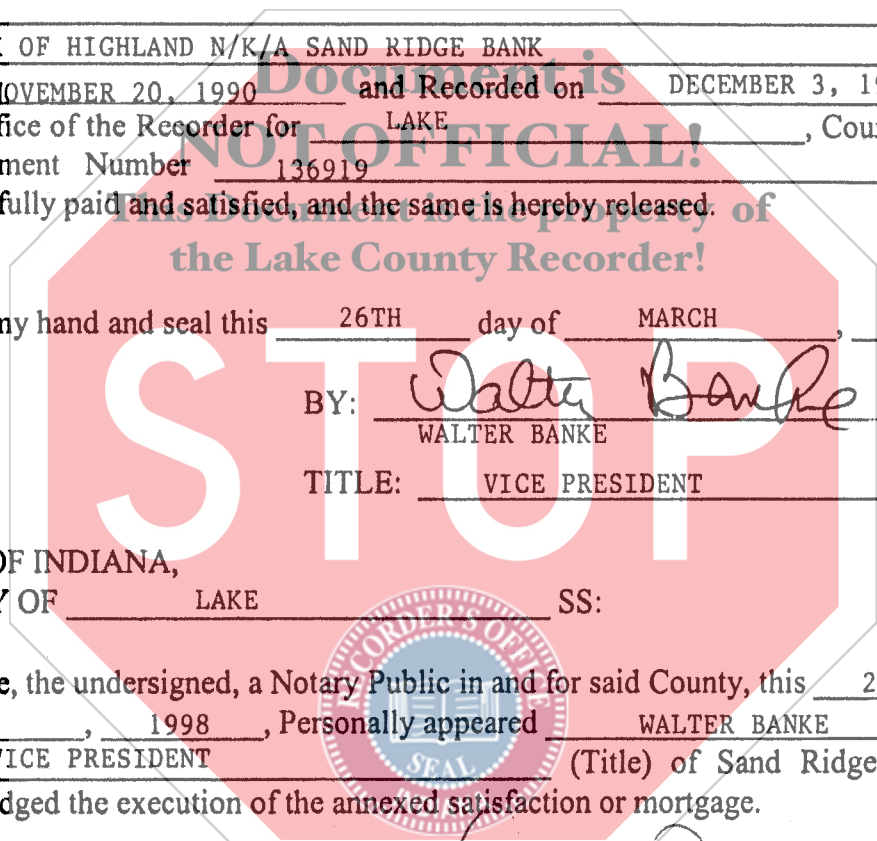 OF HIGHLAND N/K/A SAND RIDGE BANK
NOVEMBER 20, 1990 and Recorded on DECEMBER 3, 19
fice of the Recorder for LAKE, Coun
ment Number 136919
fully paid and satisfied, and the same is hereby released.
Document is
NOT OFFICIAL!
This Document is the property of
the Lake County Recorder!
my hand and seal this 26TH day of MARCH,
STOP
BY: Walter Banke
WALTER BANKE
TITLE: VICE PRESIDENT
OF INDIANA,
Y OF LAKE SS:
RECORDER'S OFFICE
SEAL
e, the undersigned, a Notary Public in and for said County, this 2
, 1998, Personally appeared WALTER BANKE
VICE PRESIDENT (Title) of Sand Ridge
dged the execution of the annexed satisfaction or mortgage.